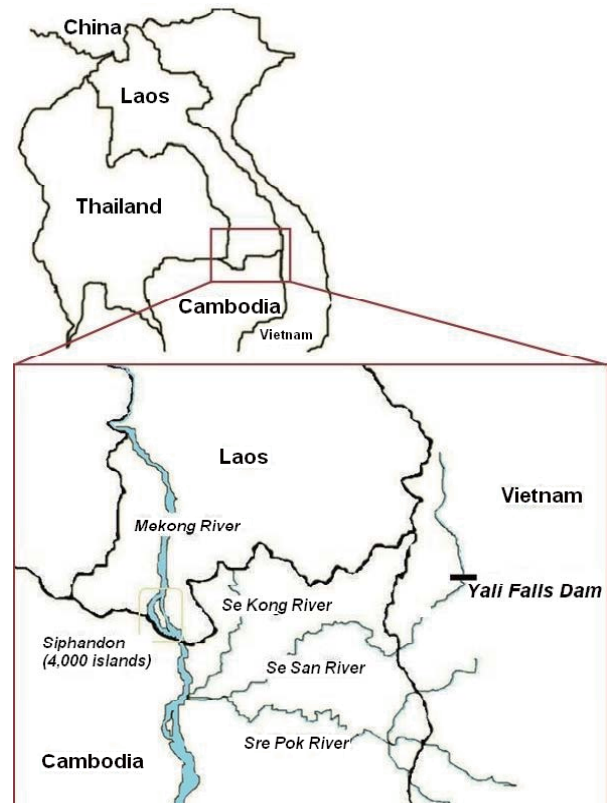 China
Laos
Thailand
Cambodia
Vietnam
Laos
Vietnam
Mekong River
Yali Falls Dam
Se Kong River
Siphandon
(4,000 islands)
Se San River
Sre Pok River
Cambodia